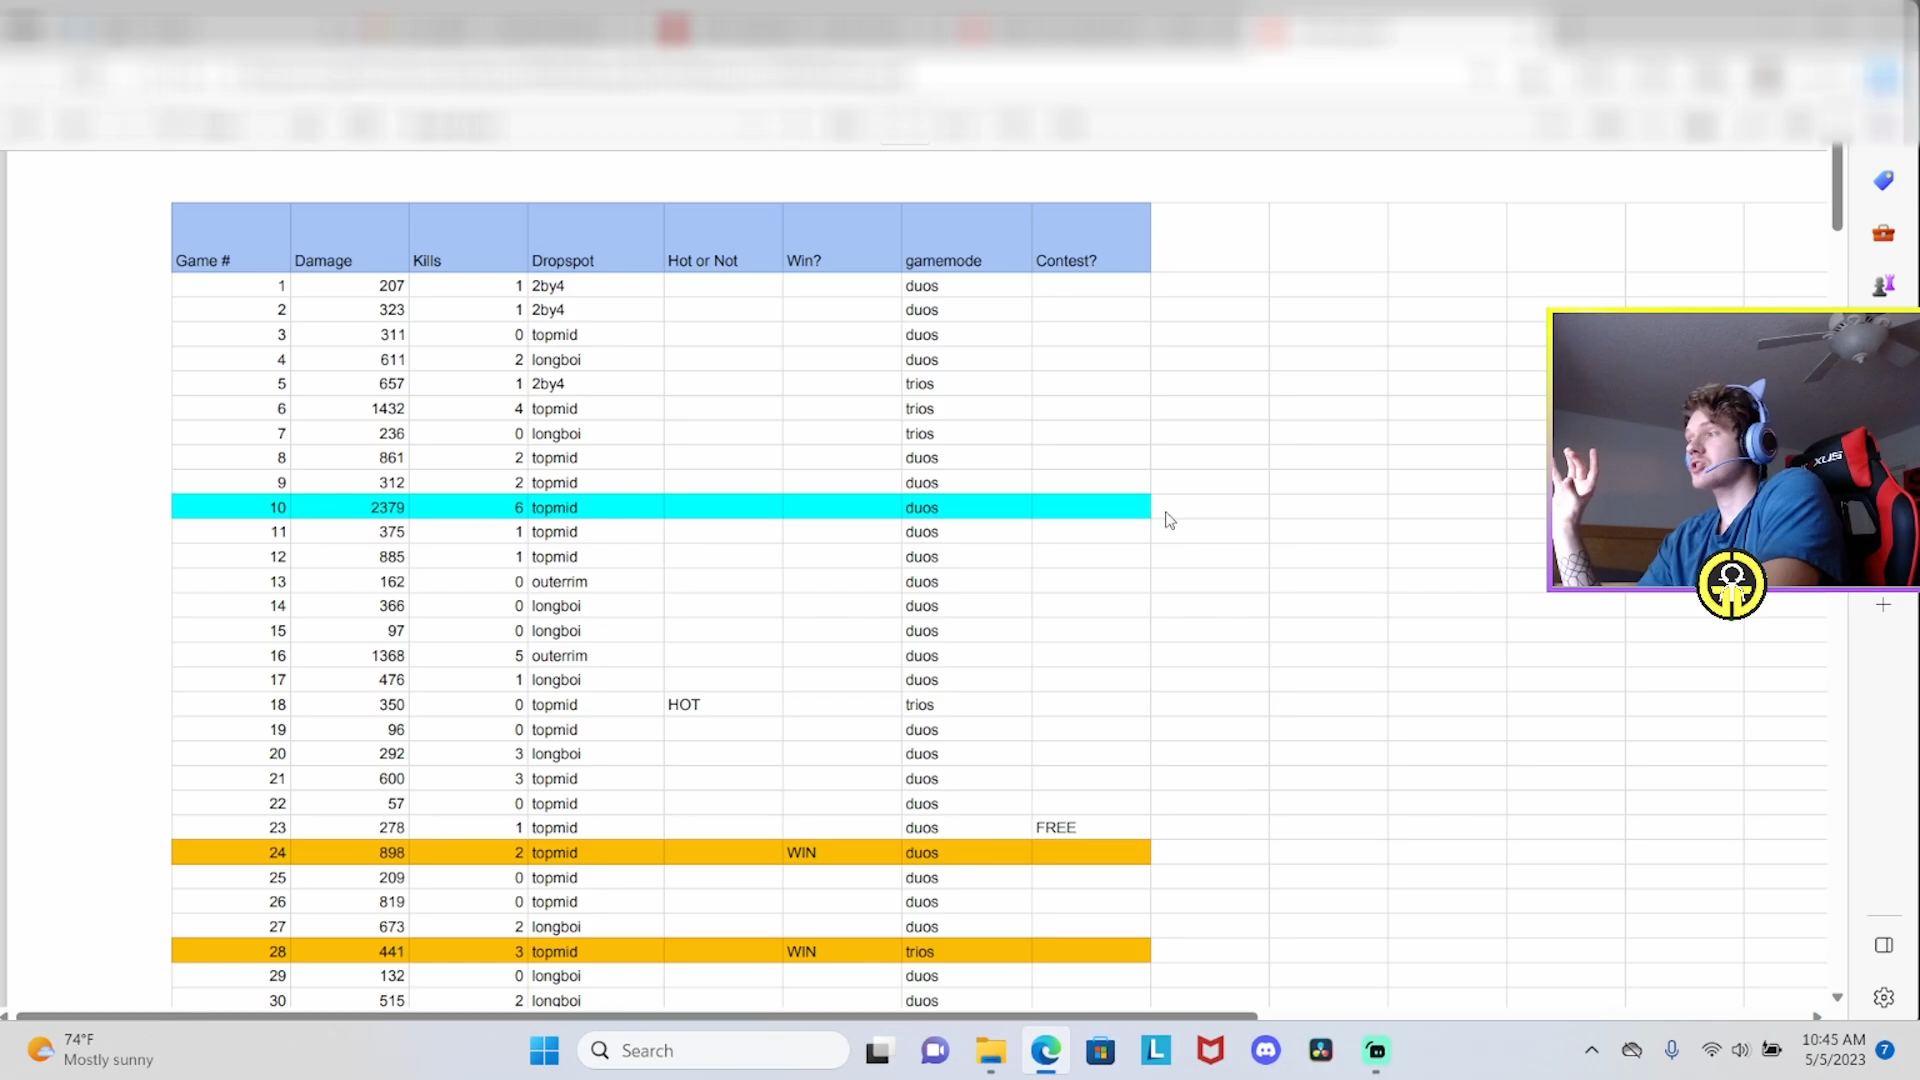 Game # Damage Kills Dropspot Hot or Not Win? gamemode Contest?
1 207 1 2by4 duos
2 323 1 2by4 duos
3 311 0 topmid duos
4 611 2 longboi duos
5 657 1 2by4 trios
6 1432 4 topmid trios
7 236 0 longboi trios
8 861 2 topmid duos
9 312 2 topmid duos
10 2379 6 topmid duos
11 375 1 topmid duos
12 885 1 topmid duos
13 162 0 outerrim duos
14 366 0 longboi duos
15 97 0 longboi duos
16 1368 5 outerrim duos
17 476 1 longboi duos
18 350 0 topmid HOT trios
19 96 0 topmid duos
20 292 3 longboi duos
21 600 3 topmid duos
22 57 0 topmid duos
23 278 1 topmid duos FREE
24 898 2 topmid WIN duos
25 209 0 topmid duos
26 819 0 topmid duos
27 673 2 longboi duos
28 441 3 topmid WIN trios
29 132 0 longboi duos
30 515 2 longboi duos
74°F
Mostly sunny
Search
L
10:45 AM
5/5/2023
7